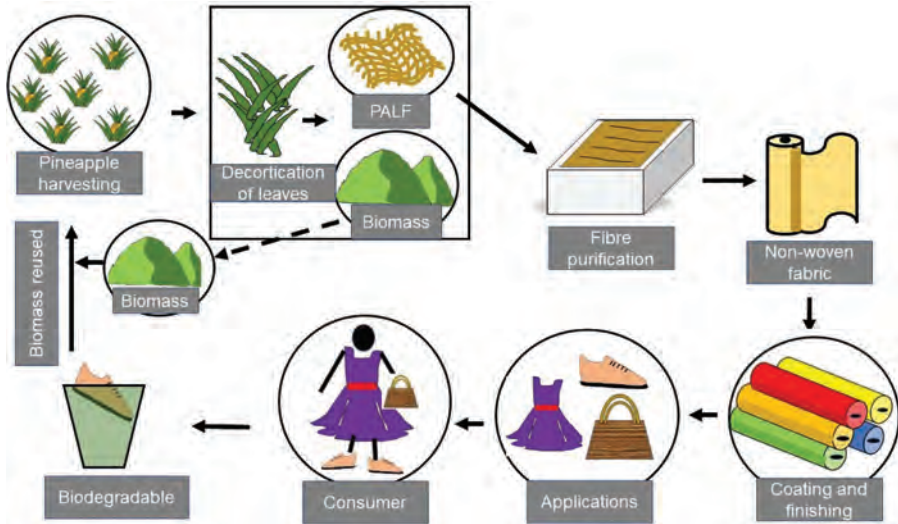 Pineapple
harvesting
Decortication
of leaves
PALF
Biomass
Fibre
purification
Non-woven
fabric
Coating and
finishing
Applications
Consumer
Biodegradable
Biomass reused
Biomass